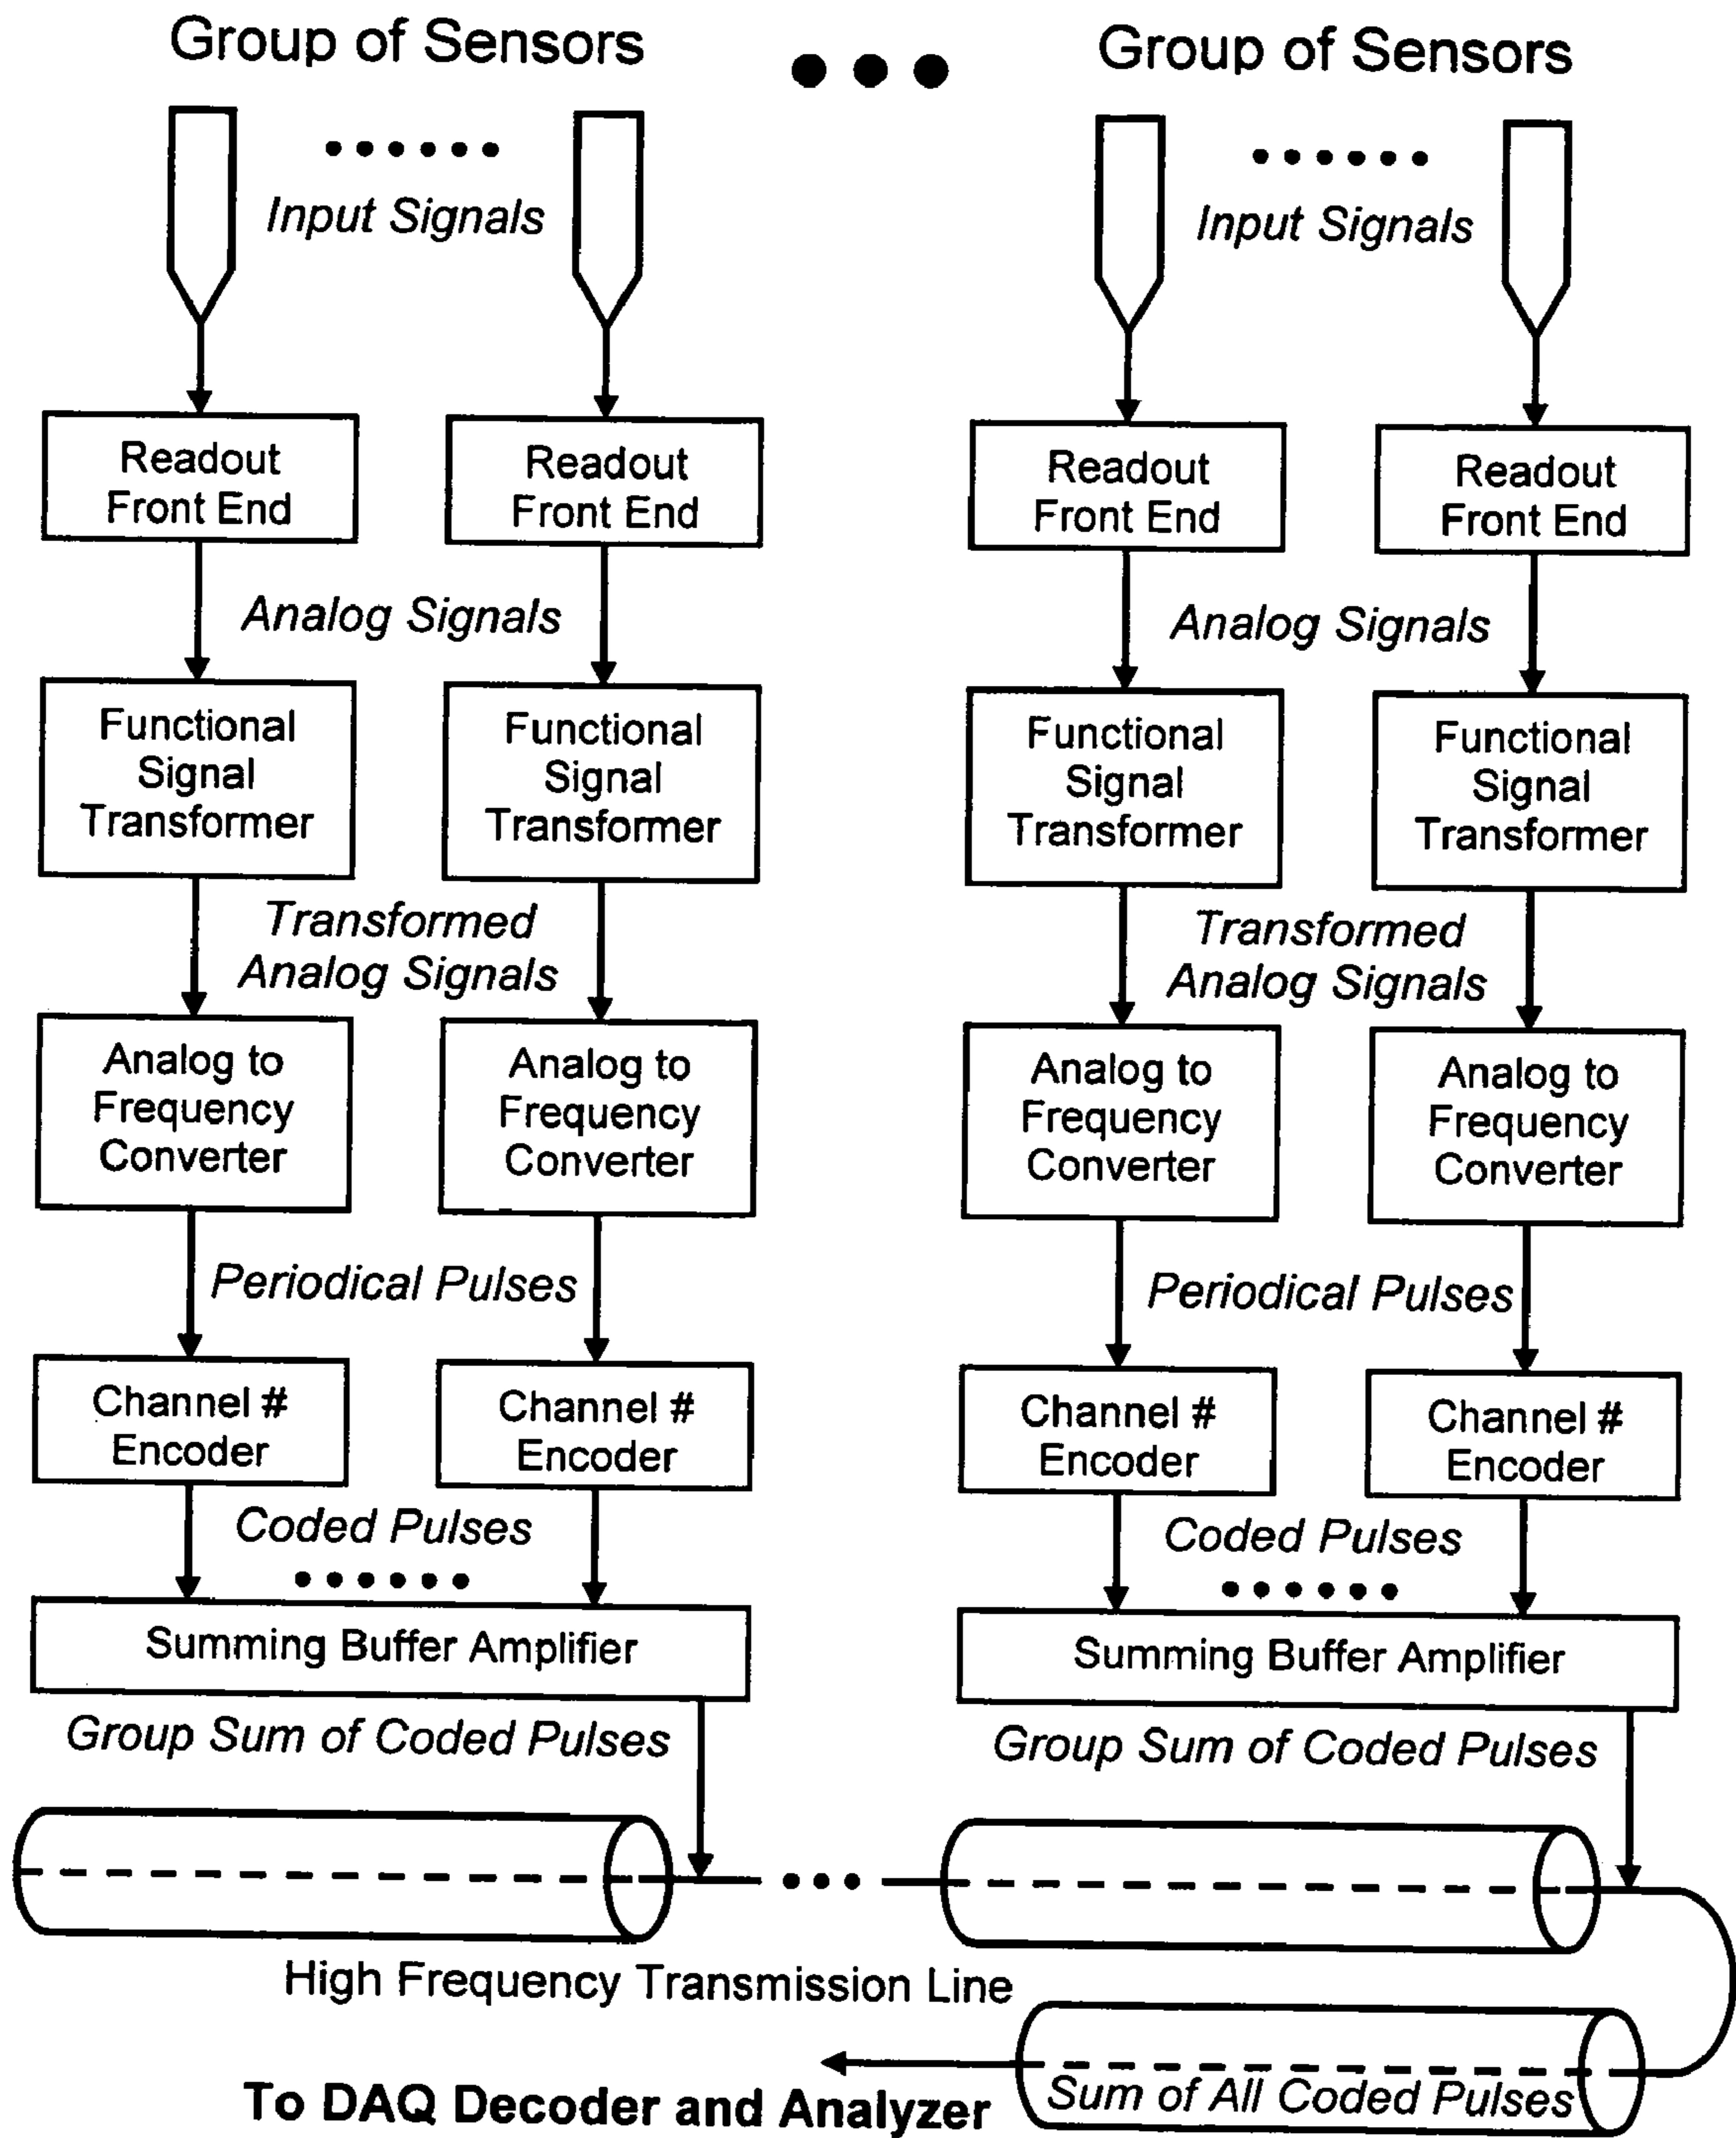 Group of Sensors
Group of Sensors
Input Signals
Input Signals
Readout
Front End
Readout
Front End
Readout
Front End
Readout
Front End
Analog Signals
Analog Signals
Functional
Signal
Transformer
Functional
Signal
Transformer
Functional
Signal
Transformer
Functional
Signal
Transformer
Transformed
Analog Signals
Transformed
Analog Signals
Analog to
Frequency
Converter
Analog to
Frequency
Converter
Analog to
Frequency
Converter
Analog to
Frequency
Converter
Periodical Pulses
Periodical Pulses
Channel #
Encoder
Channel #
Encoder
Channel #
Encoder
Channel #
Encoder
Coded Pulses
Coded Pulses
Summing Buffer Amplifier
Summing Buffer Amplifier
Group Sum of Coded Pulses
Group Sum of Coded Pulses
High Frequency Transmission Line
To DAQ Decoder and Analyzer
Sum of All Coded Pulses